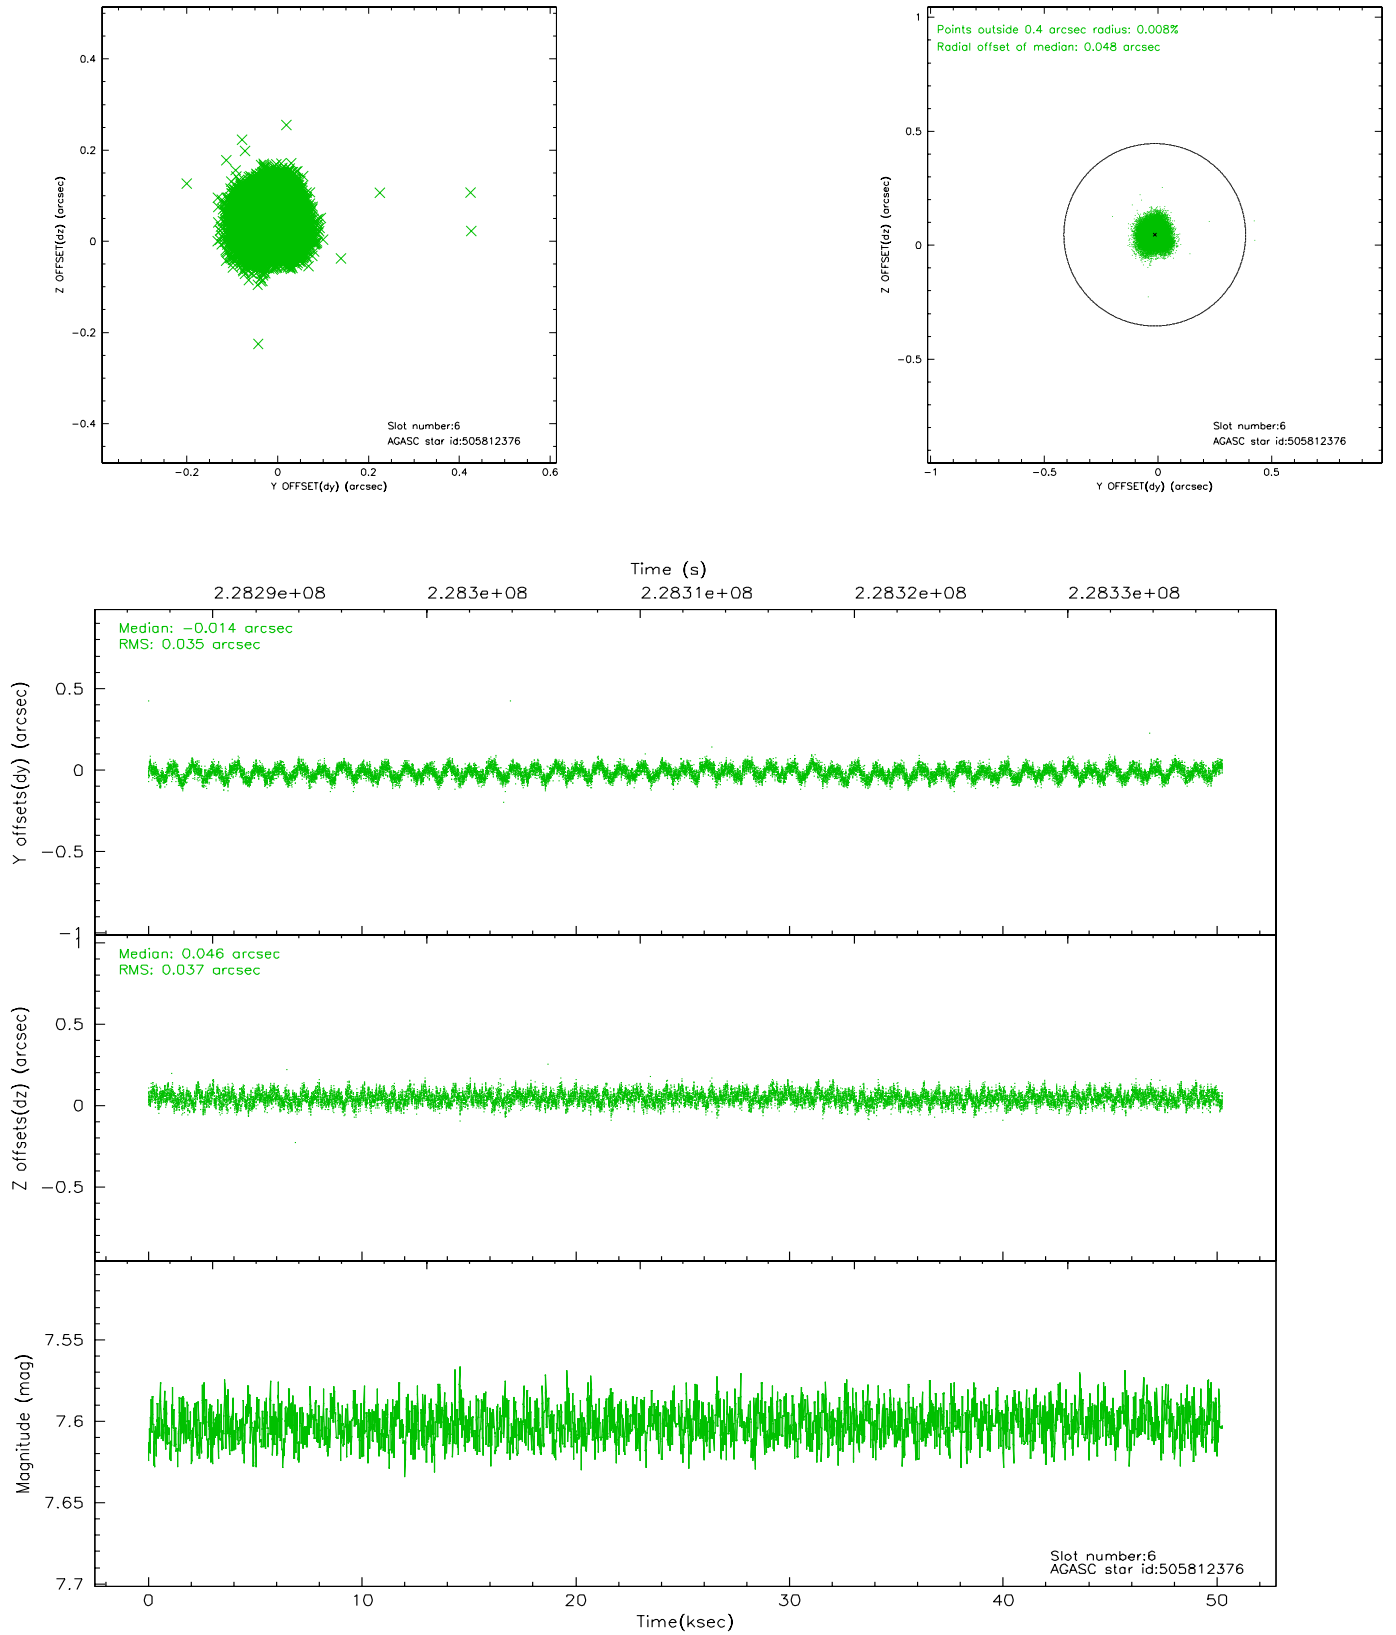 0.4
0.2
0
−0.2
−0.4
Z OFFSET(dz) (arcsec)
Slot number:6
AGASC star id:505812376
−0.2 0 0.2 0.4 0.6
Y OFFSET(dy) (arcsec)
Points outside 0.4 arcsec radius: 0.008%
Radial offset of median: 0.048 arcsec
1
0.5
0
−0.5
Z OFFSET(dz) (arcsec)
Slot number:6
AGASC star id:505812376
−1 −0.5 0 0.5
Y OFFSET(dy) (arcsec)
Time (s)
2.2829e+08 2.283e+08 2.2831e+08 2.2832e+08 2.2833e+08
Median: −0.014 arcsec
RMS: 0.035 arcsec
0.5
0
−0.5
−1
Y offsets(dy) (arcsec)
Median: 0.046 arcsec
RMS: 0.037 arcsec
1
0.5
0
−0.5
Z offsets(dz) (arcsec)
7.55
7.6
7.65
7.7
Magnitude (mag)
Slot number:6
AGASC star id:505812376
0 10 20 30 40 50
Time(ksec)